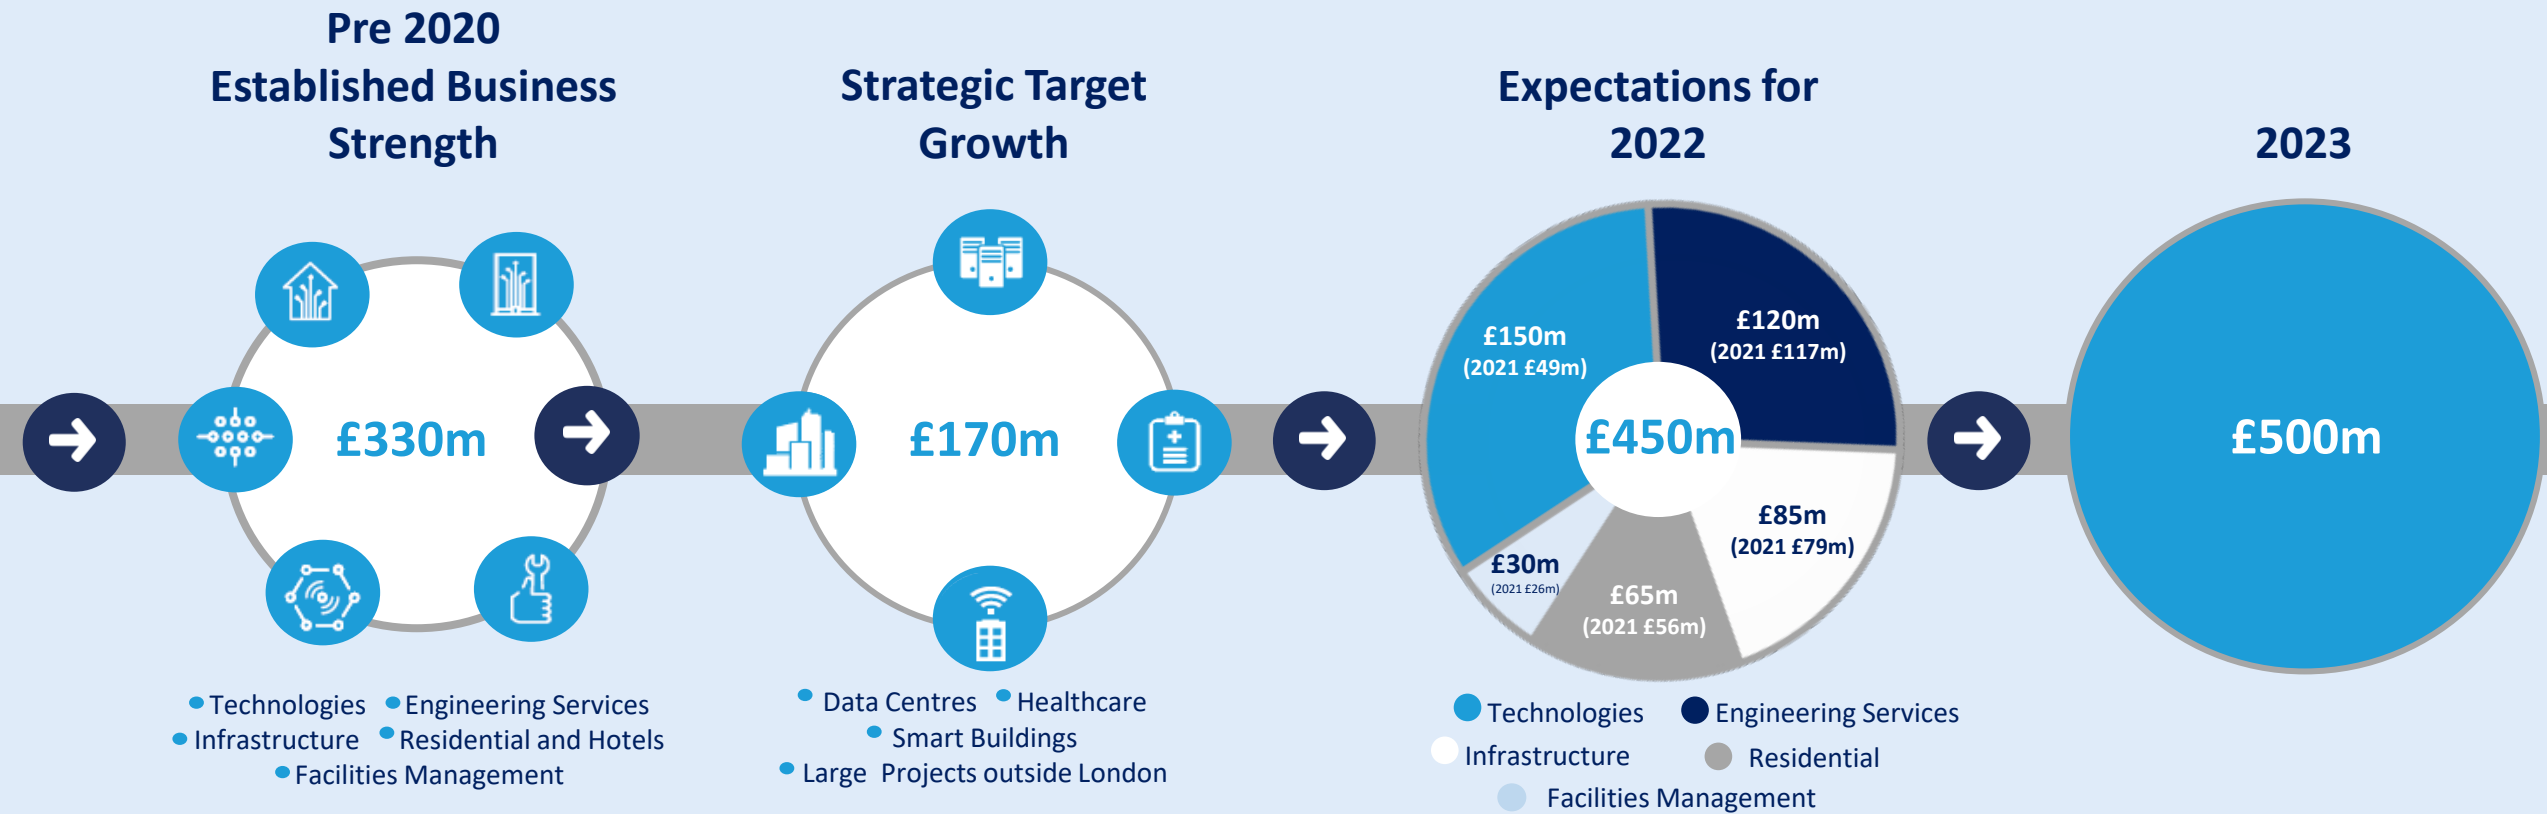 Pre 2020
Established Business
Strength
£330m
Technologies Engineering Services
Infrastructure Residential and Hotels
Facilities Management
Strategic Target
Growth
£170m
Data Centres Healthcare
Smart Buildings
Large Projects outside London
Expectations for
2022
£150m
(2021 £49m)
£120m
(2021 £117m)
£450m
£85m
(2021 £79m)
£30m
(2021 £26m)
£65m
(2021 £56m)
Technologies Engineering Services
Infrastructure Residential
Facilities Management
2023
£500m